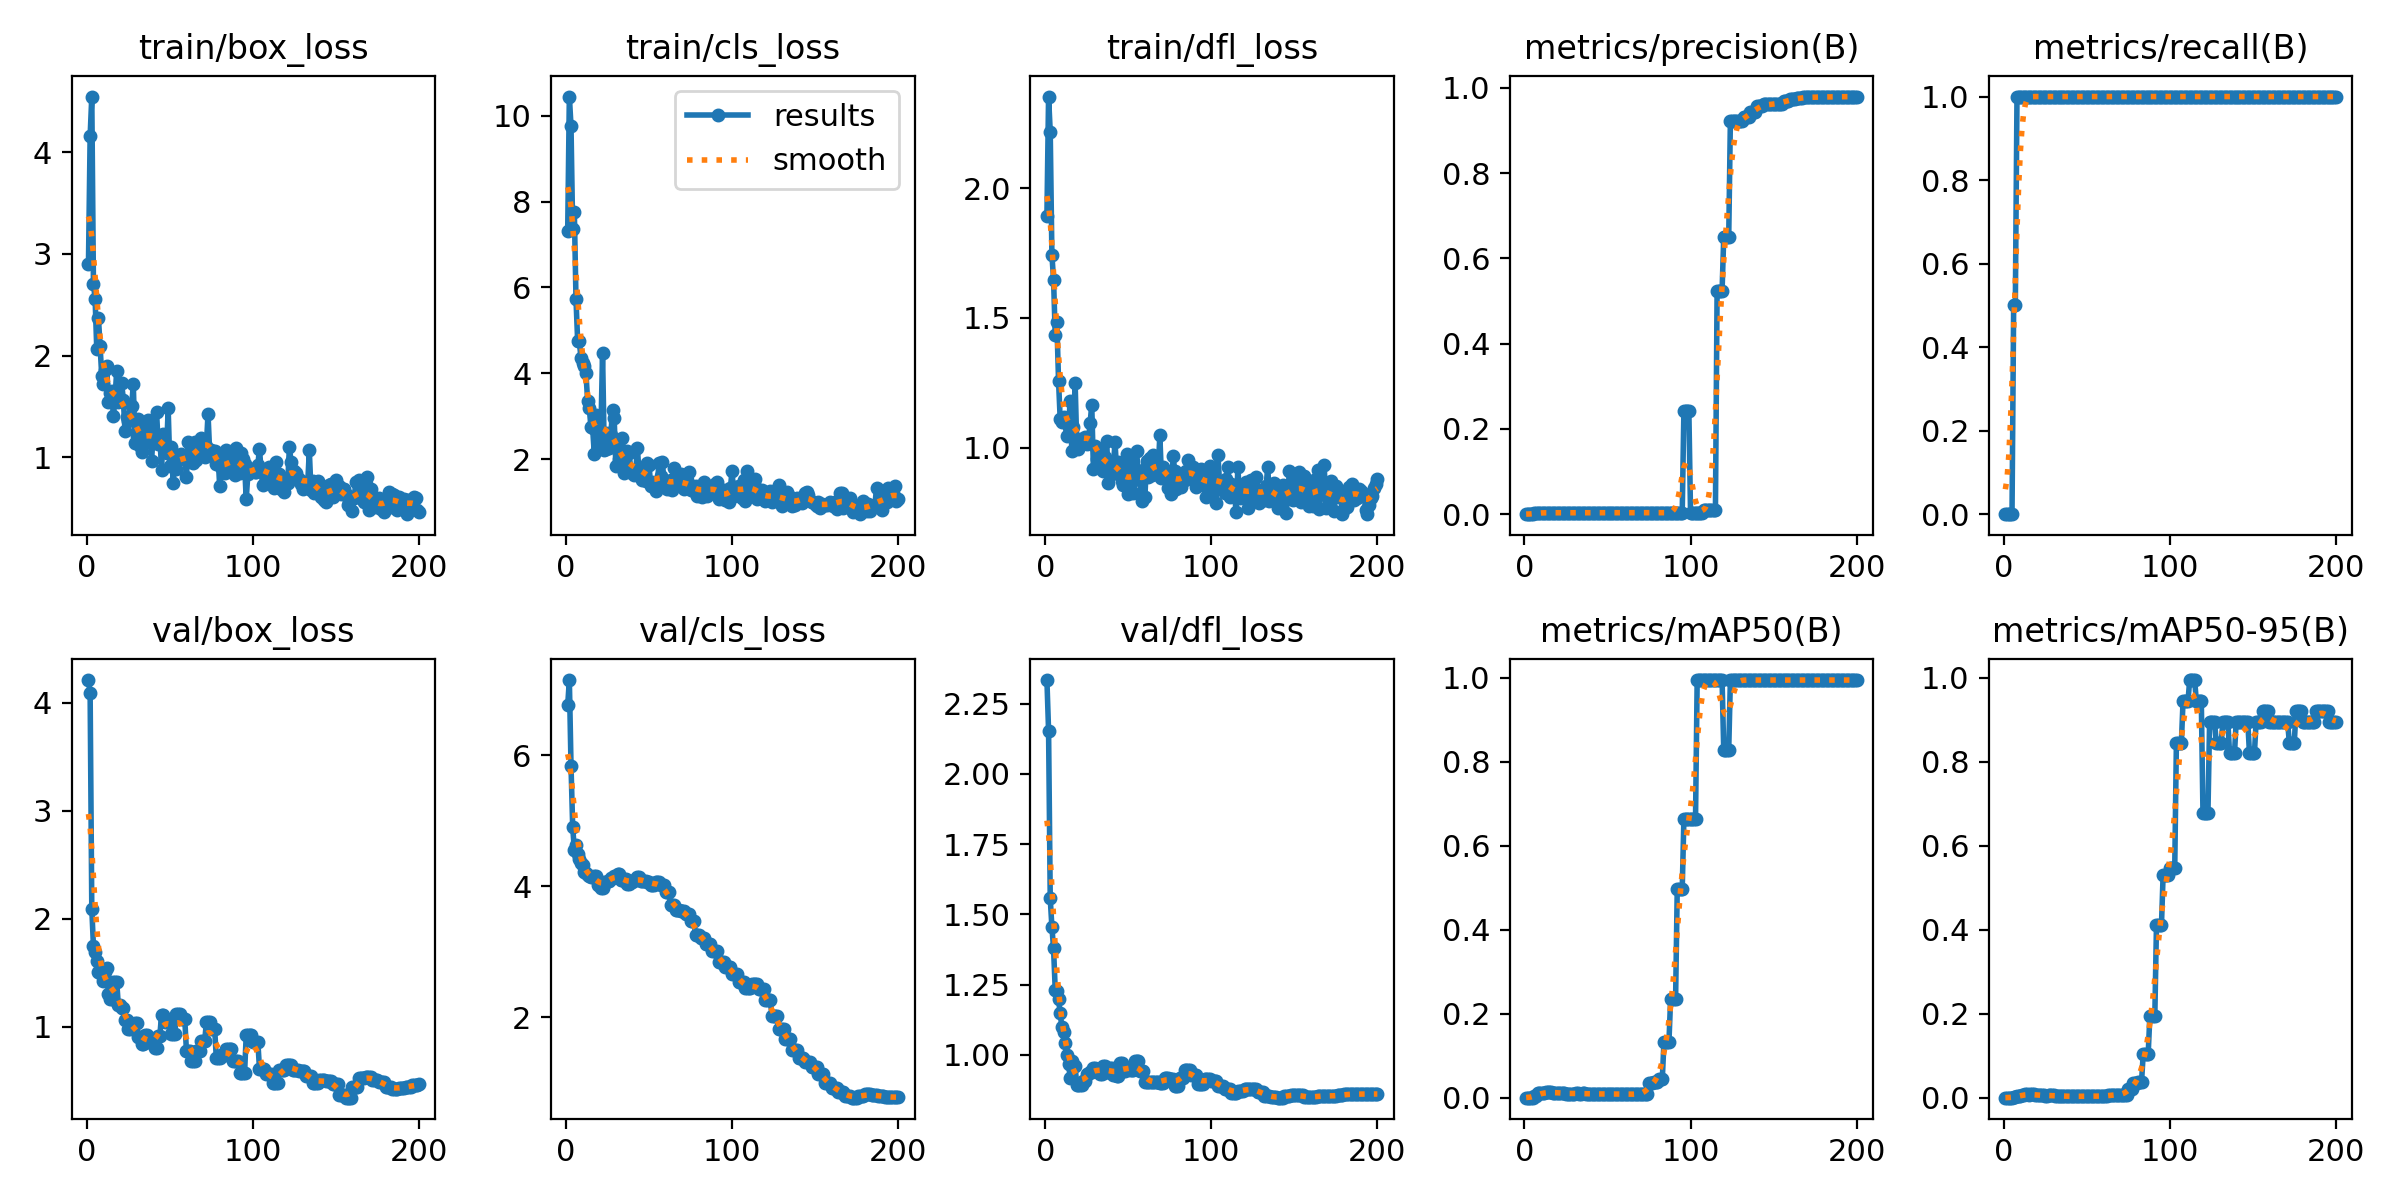 train/box_loss
4
3
2
1
0 100 200
train/cls_loss
results
smooth
10
8
6
4
2
0 100 200
train/dfl_loss
2.0
1.5
1.0
0 100 200
metrics/precision(B)
1.0
0.8
0.6
0.4
0.2
0.0
0 100 200
metrics/recall(B)
1.0
0.8
0.6
0.4
0.2
0.0
0 100 200
val/box_loss
4
3
2
1
0 100 200
val/cls_loss
6
4
2
0 100 200
val/dfl_loss
2.25
2.00
1.75
1.50
1.25
1.00
0 100 200
metrics/mAP50(B)
1.0
0.8
0.6
0.4
0.2
0.0
0 100 200
metrics/mAP50-95(B)
1.0
0.8
0.6
0.4
0.2
0.0
0 100 200